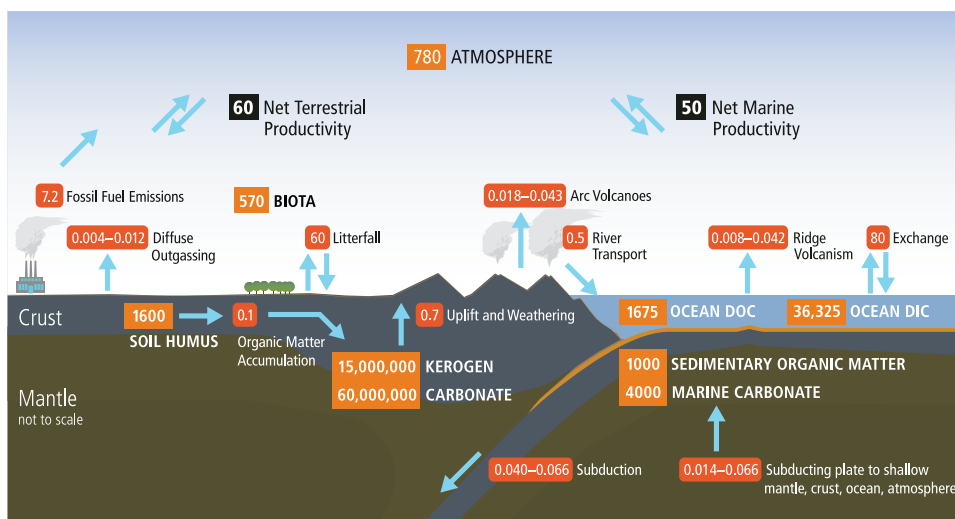 780 ATMOSPHERE
60 Net Terrestrial
Productivity
50 Net Marine
Productivity
7.2 Fossil Fuel Emissions
570 BIOTA
0.018–0.043 Arc Volcanoes
0.004–0.012 Diffuse
Outgassing
60 Litterfall
0.5 River
Transport
0.008–0.042 Ridge
Volcanism
80 Exchange
Crust
1600
SOIL HUMUS
0.1
Organic Matter
Accumulation
0.7 Uplift and Weathering
1675 OCEAN DOC
36,325 OCEAN DIC
15,000,000 KEROGEN
60,000,000 CARBONATE
1000 SEDIMENTARY ORGANIC MATTER
4000 MARINE CARBONATE
Mantle
not to scale
0.040–0.066 Subduction
0.014–0.066 Subducting plate to shallow
mantle, crust, ocean, atmosphere